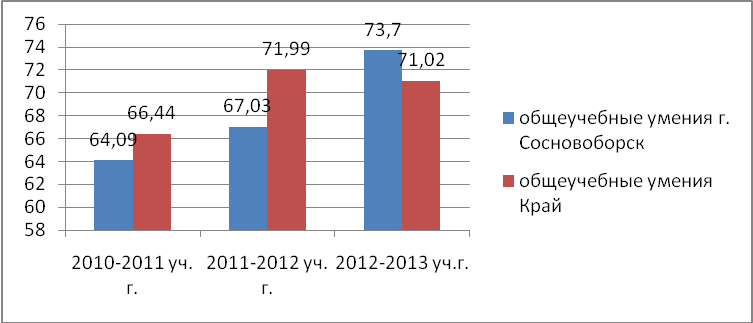 76
74
72
70
68
66
64
62
60
58
64,09
66,44
67,03
71,99
73,7
71,02
2010-2011 уч.
г.
2011-2012 уч.
г.
2012-2013 уч.г.
общеучебные умения г.
Сосновоборск
общеучебные умения
Край